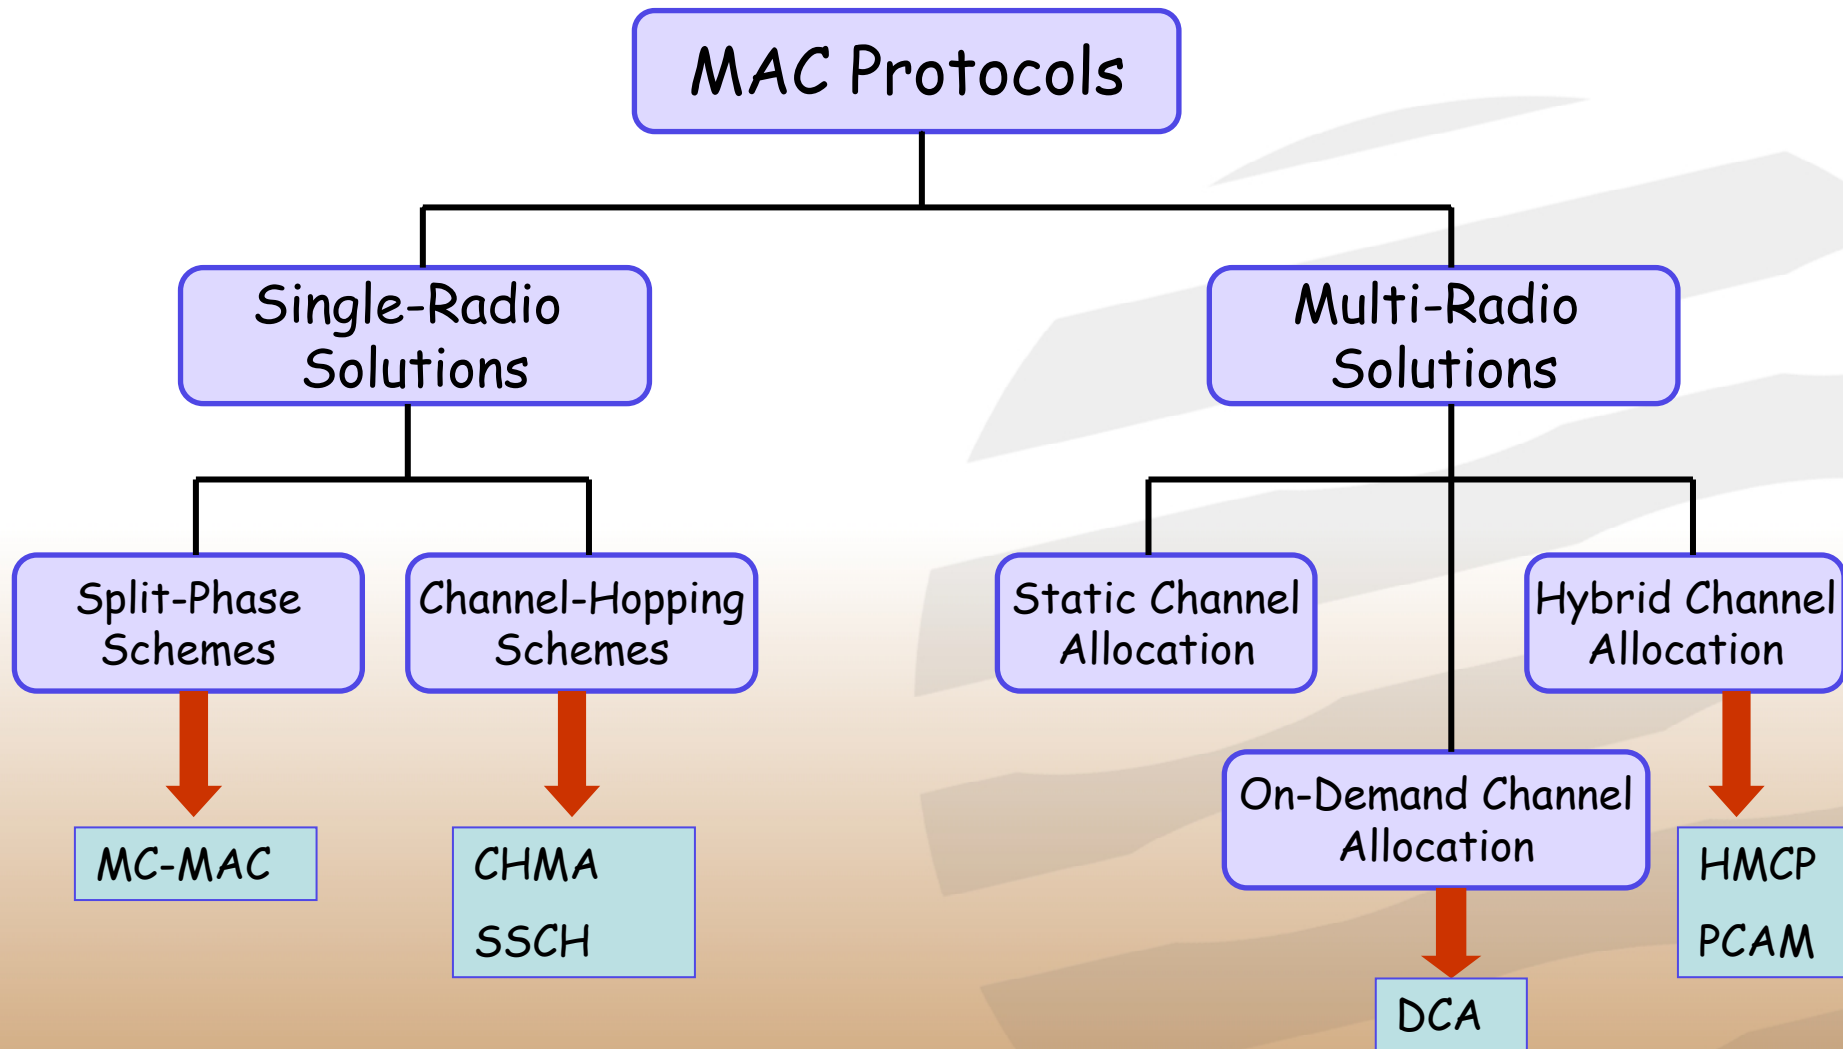 MAC Protocols
Single-Radio
Solutions
Multi-Radio
Solutions
Split-Phase
Schemes
Channel-Hopping
Schemes
Static Channel
Allocation
Hybrid Channel
Allocation
On-Demand Channel
Allocation
MC-MAC
CHMA
SSCH
HMCP
PCAM
DCA